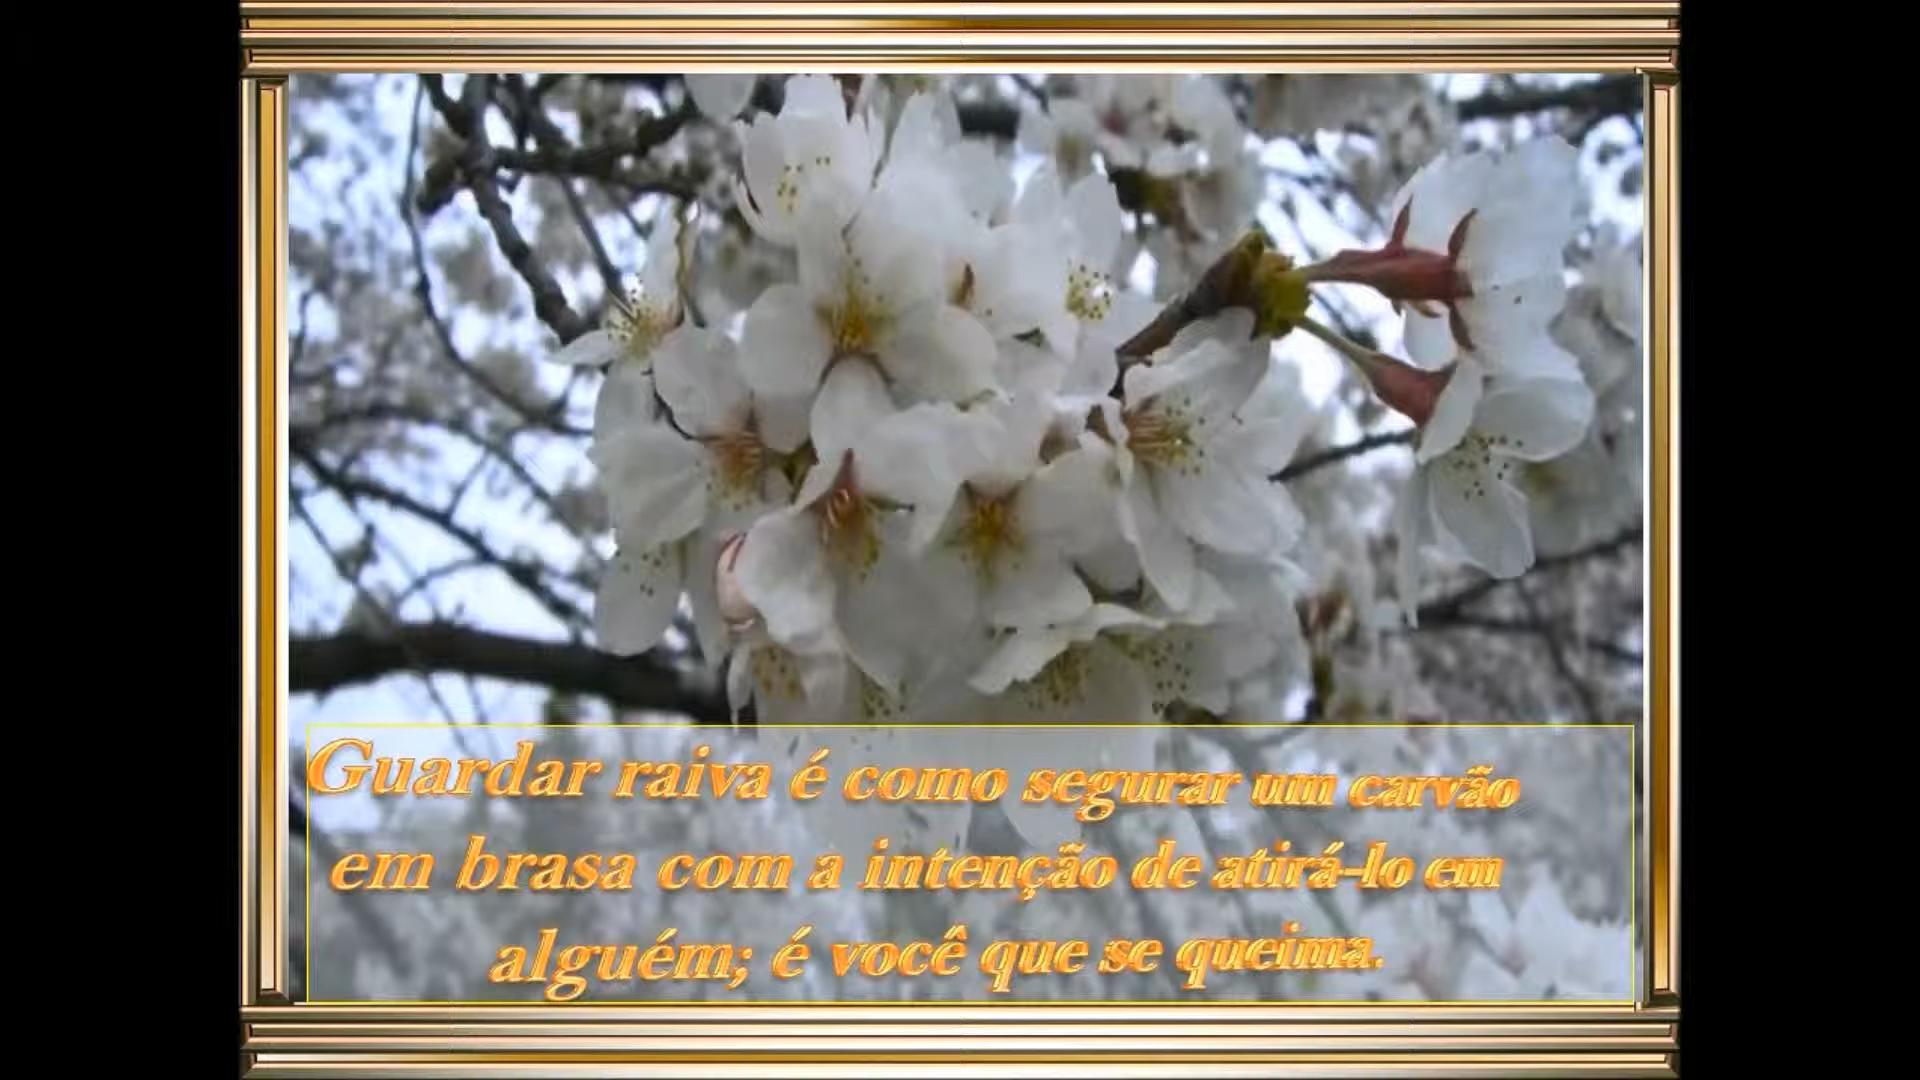 Guardar raiva é como segurar um carvão
em brasa com a intenção de atirá-lo em
alguém; é você que se queima.